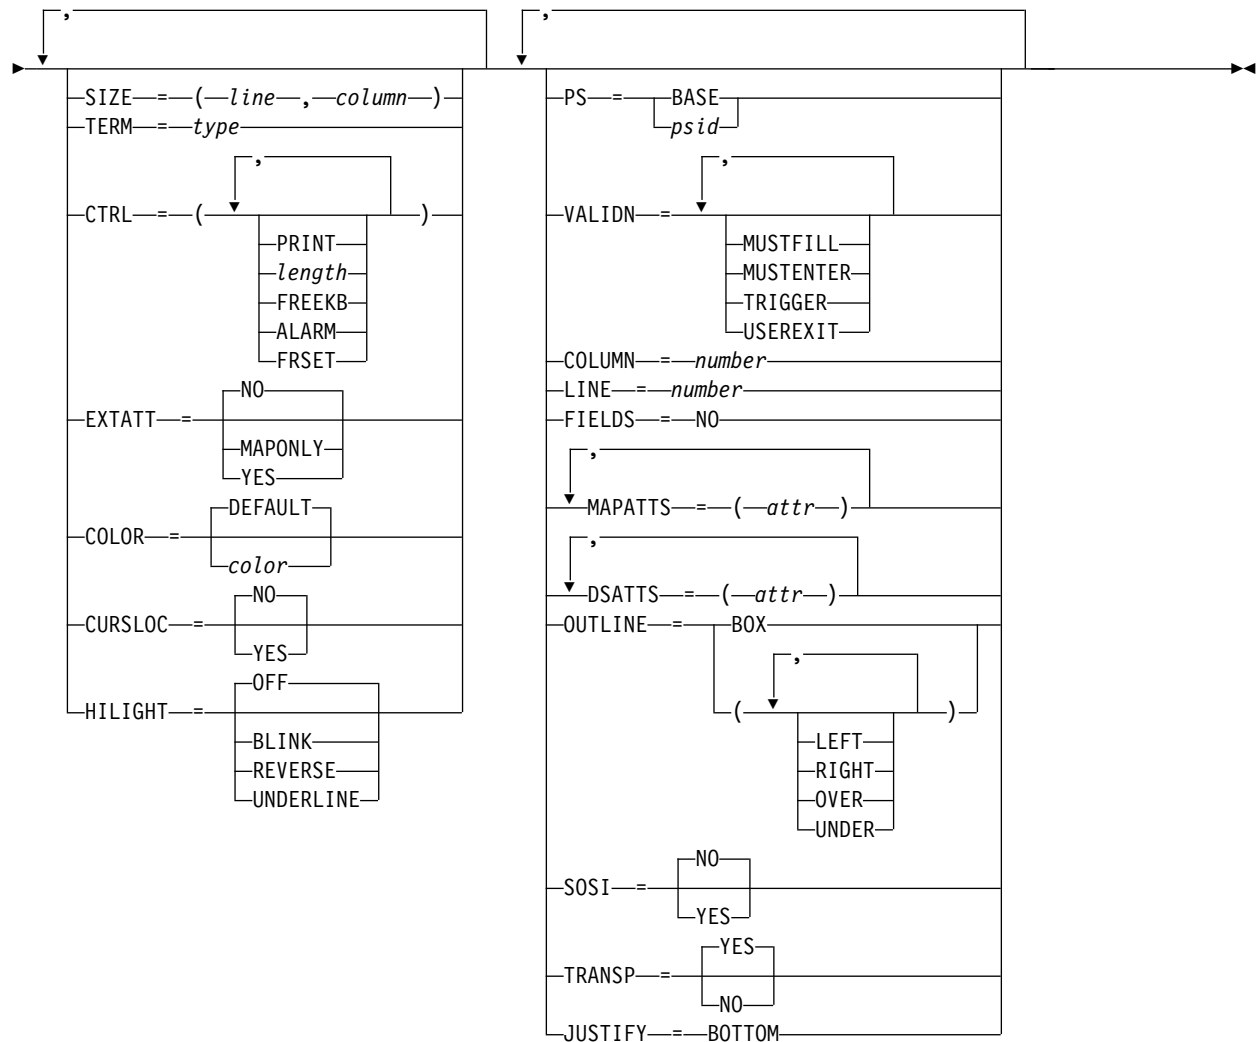 , ,
SIZE = ( line , column )
TERM = type
,
CTRL = ( )
PRINT
length
FREEKB
ALARM
FRSET
NO
EXTATT =
MAPONLY
YES
DEFAULT
COLOR =
color
NO
CURSLOC =
YES
OFF
HILIGHT =
BLINK
REVERSE
UNDERLINE
PS = BASE
psid
,
VALIDN =
MUSTFILL
MUSTENTER
TRIGGER
USEREXIT
COLUMN = number
LINE = number
FIELDS = NO
,
MAPATTS = ( attr )
,
DSATTS = ( attr )
OUTLINE = BOX
,
( )
LEFT
RIGHT
OVER
UNDER
NO
SOSI =
YES
YES
TRANSP =
NO
JUSTIFY = BOTTOM